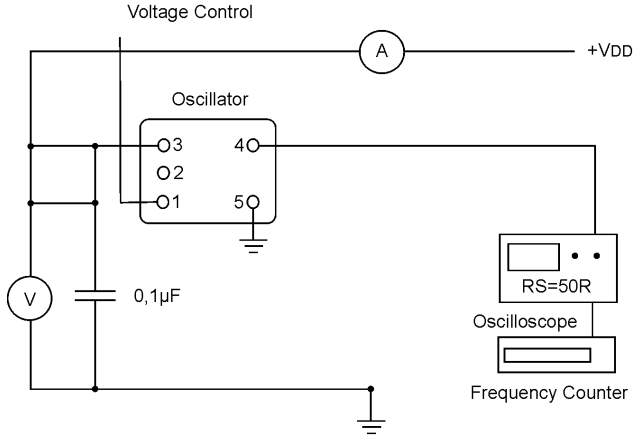 Voltage Control
A
+VDD
Oscillator
3
4
2
1
5
V
0,1µF
RS=50R
Oscilloscope
Frequency Counter